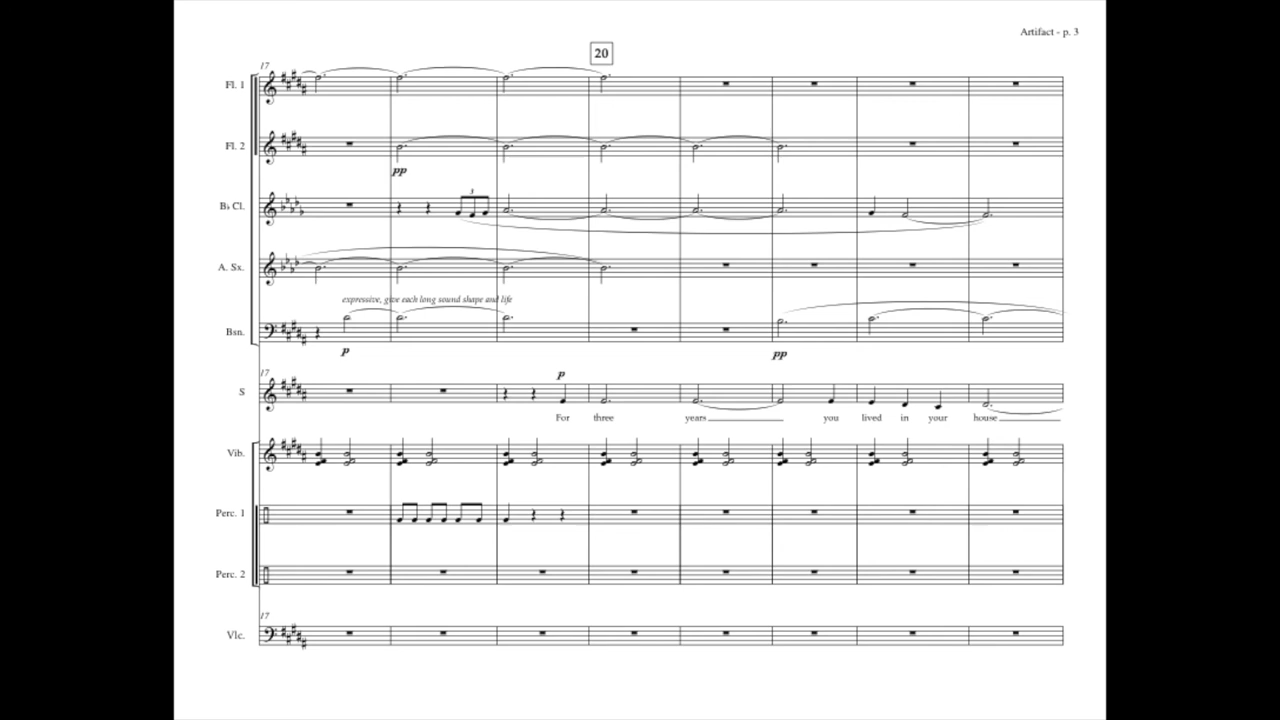 Artifact - p. 3
20
17
Fl. 1
Fl. 2
pp
3
B♭ Cl.
A. Sx.
expressive, give each long sound shape and life
Bsn.
p
pp
17
p
S
For three years you lived in your house
Vib.
Perc. 1
Perc. 2
17
Vlc.